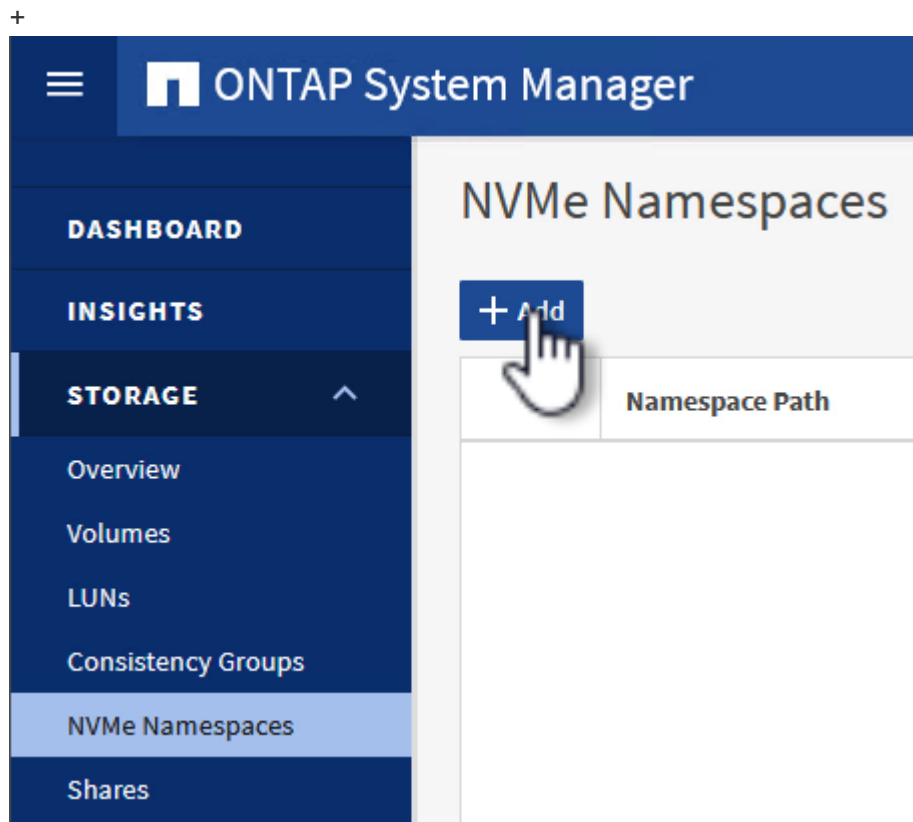 +
ONTAP System Manager
DASHBOARD
INSIGHTS
STORAGE
Overview
Volumes
LUNs
Consistency Groups
NVMe Namespaces
Shares
NVMe Namespaces
+ Add
Namespace Path